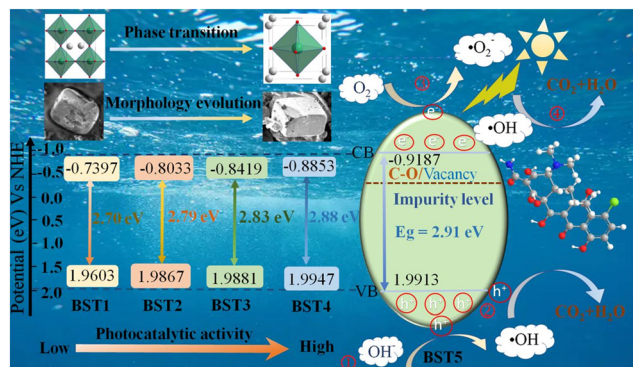 Phase transition
Morphology evolution
Potential (eV) Vs NHE
-1.0
-0.5
0.0
0.5
1.0
1.5
2.0
-0.7397
-0.8033
-0.8419
-0.8853
2.70 eV
2.79 eV
2.83 eV
2.88 eV
1.9603
1.9867
1.9881
1.9947
BST1
BST2
BST3
BST4
Photocatalytic activity
Low
High
O₂
③
•O₂⁻
e⁻
e⁻ e⁻ e⁻
•OH
④
CO₂+H₂O
CB
-0.9187
C-O/Vacancy
Impurity level
Eg = 2.91 eV
1.9913
VB
h⁺
h⁺ h⁺ h⁺
②
h⁺
①
OH⁻
BST5
•OH
CO₂+H₂O